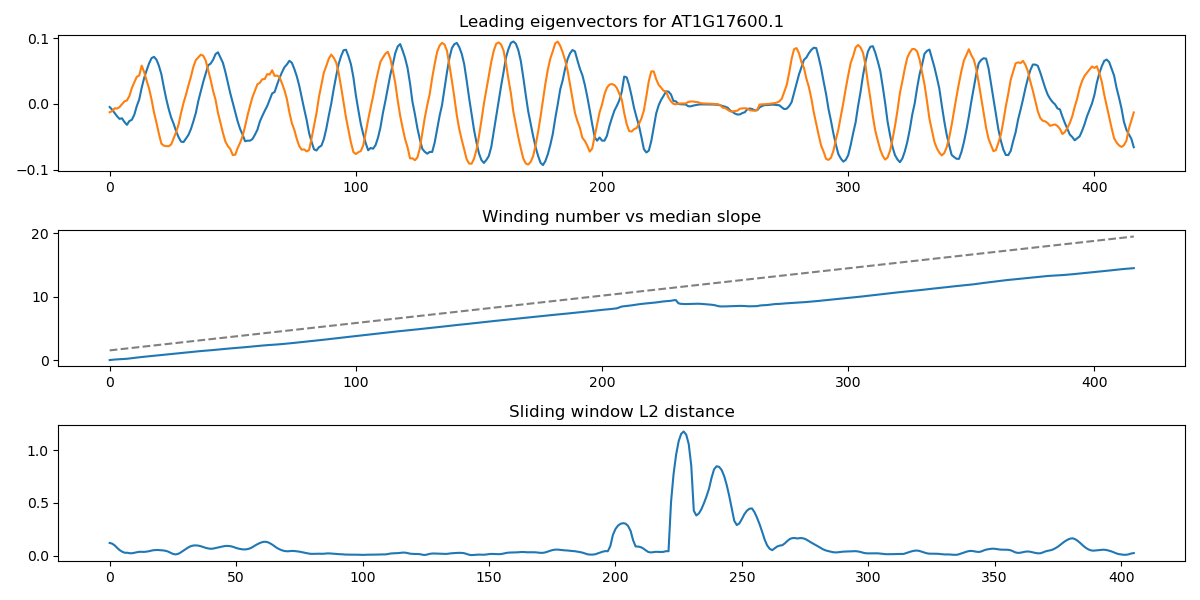 Leading eigenvectors for AT1G17600.1
0.1
0.0
−0.1
0 100 200 300 400
Winding number vs median slope
20
10
0
0 100 200 300 400
Sliding window L2 distance
1.0
0.5
0.0
0 50 100 150 200 250 300 350 400